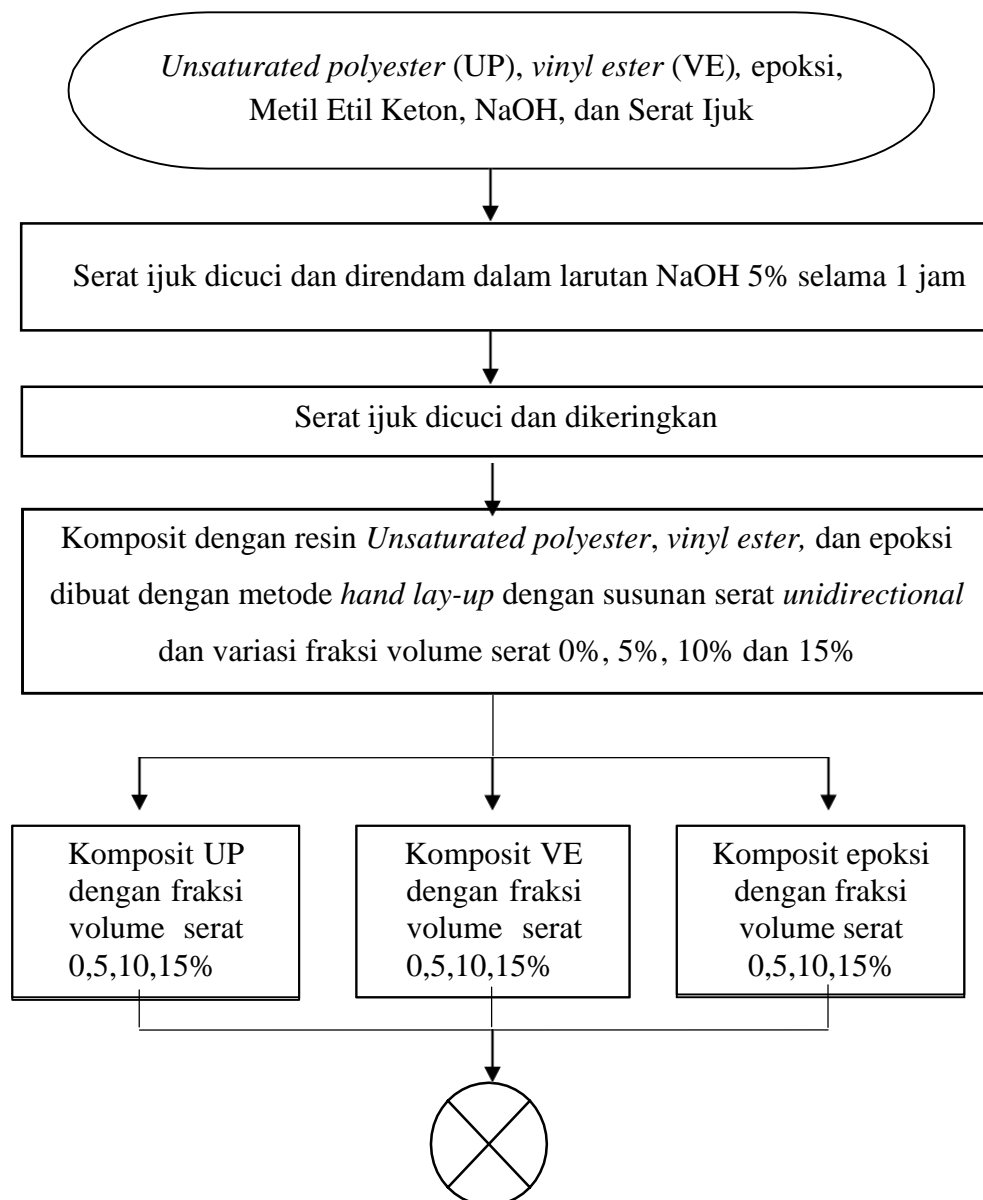 Unsaturated polyester (UP), vinyl ester (VE), epoksi,
Metil Etil Keton, NaOH, dan Serat Ijuk
Serat ijuk dicuci dan direndam dalam larutan NaOH 5% selama 1 jam
Serat ijuk dicuci dan dikeringkan
Komposit dengan resin Unsaturated polyester, vinyl ester, dan epoksi
dibuat dengan metode hand lay-up dengan susunan serat unidirectional
dan variasi fraksi volume serat 0%, 5%, 10% dan 15%
Komposit UP
dengan fraksi
volume serat
0,5,10,15%
Komposit VE
dengan fraksi
volume serat
0,5,10,15%
Komposit epoksi
dengan fraksi
volume serat
0,5,10,15%